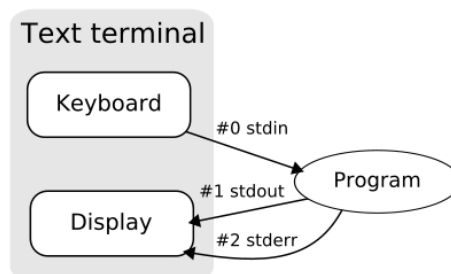 Text terminal
Keyboard
#0 stdin
Program
#1 stdout
Display
#2 stderr